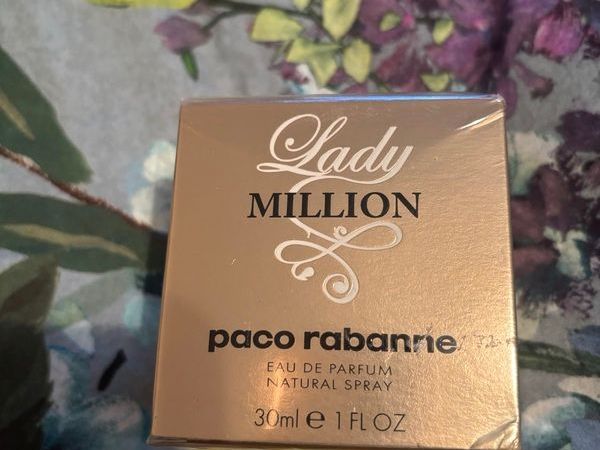 Lady
MILLION
paco rabanne
EAU DE PARFUM
NATURAL SPRAY
30ml e 1 FL OZ